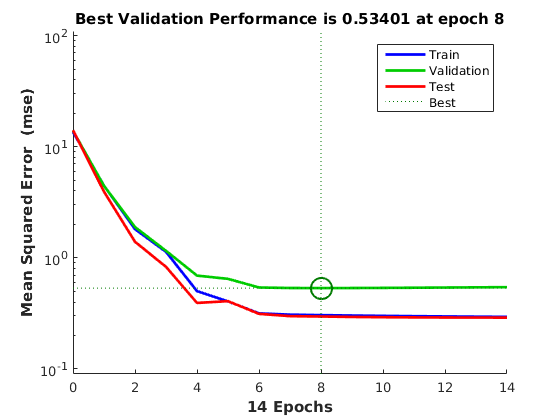 Best Validation Performance is 0.53401 at epoch 8
Mean Squared Error (mse)
10^2
10^1
10^0
10^-1
Train
Validation
Test
Best
0 2 4 6 8 10 12 14
14 Epochs